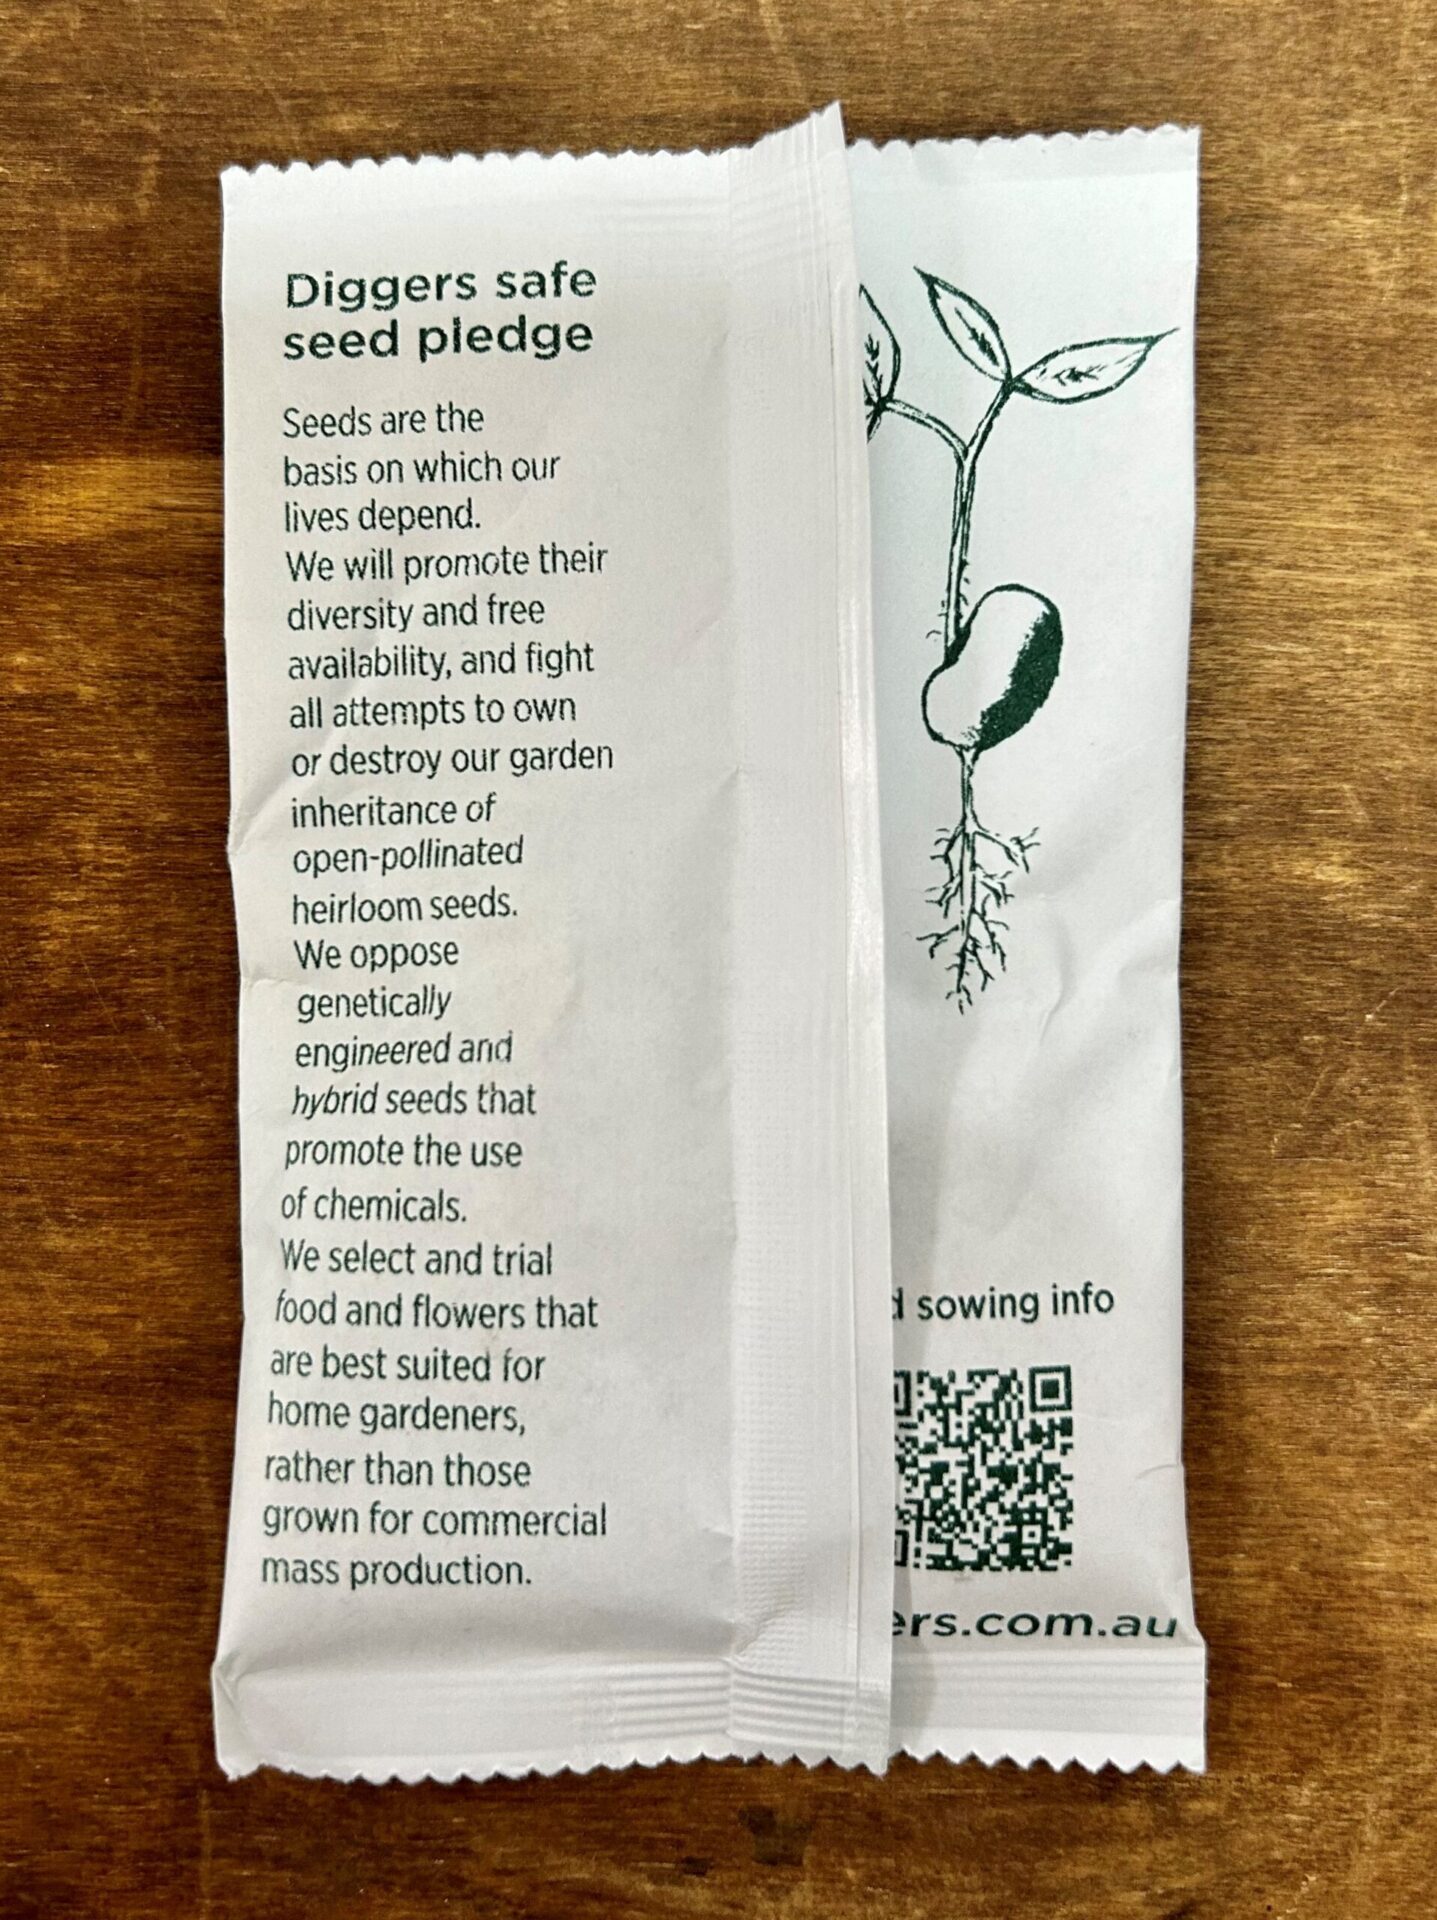 Diggers safe
seed pledge
Seeds are the
basis on which our
lives depend.
We will promote their
diversity and free
availability, and fight
all attempts to own
or destroy our garden
inheritance of
open-pollinated
heirloom seeds.
We oppose
genetically
engineered and
hybrid seeds that
promote the use
of chemicals.
We select and trial
food and flowers that
are best suited for
home gardeners,
rather than those
grown for commercial
mass production.
sowing info
ers.com.au